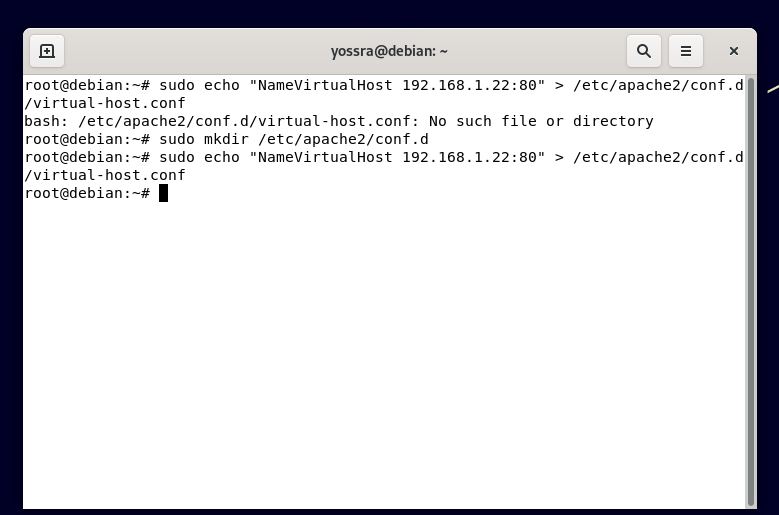 yossra@debian: ~
root@debian:~# sudo echo "NameVirtualHost 192.168.1.22:80" > /etc/apache2/conf.d
/virtual-host.conf
bash: /etc/apache2/conf.d/virtual-host.conf: No such file or directory
root@debian:~# sudo mkdir /etc/apache2/conf.d
root@debian:~# sudo echo "NameVirtualHost 192.168.1.22:80" > /etc/apache2/conf.d
/virtual-host.conf
root@debian:~#